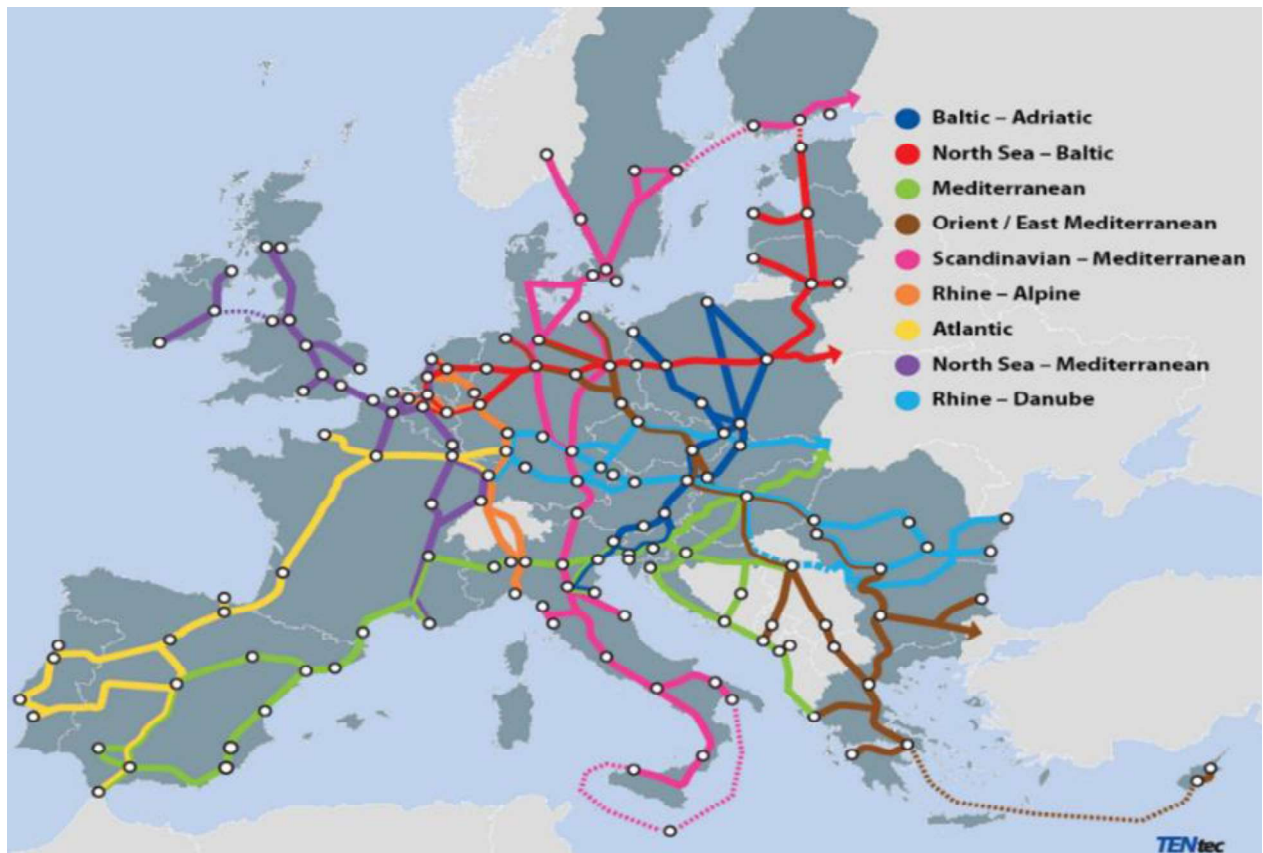 Baltic – Adriatic
North Sea – Baltic
Mediterranean
Orient / East Mediterranean
Scandinavian – Mediterranean
Rhine – Alpine
Atlantic
North Sea – Mediterranean
Rhine – Danube
TENtec